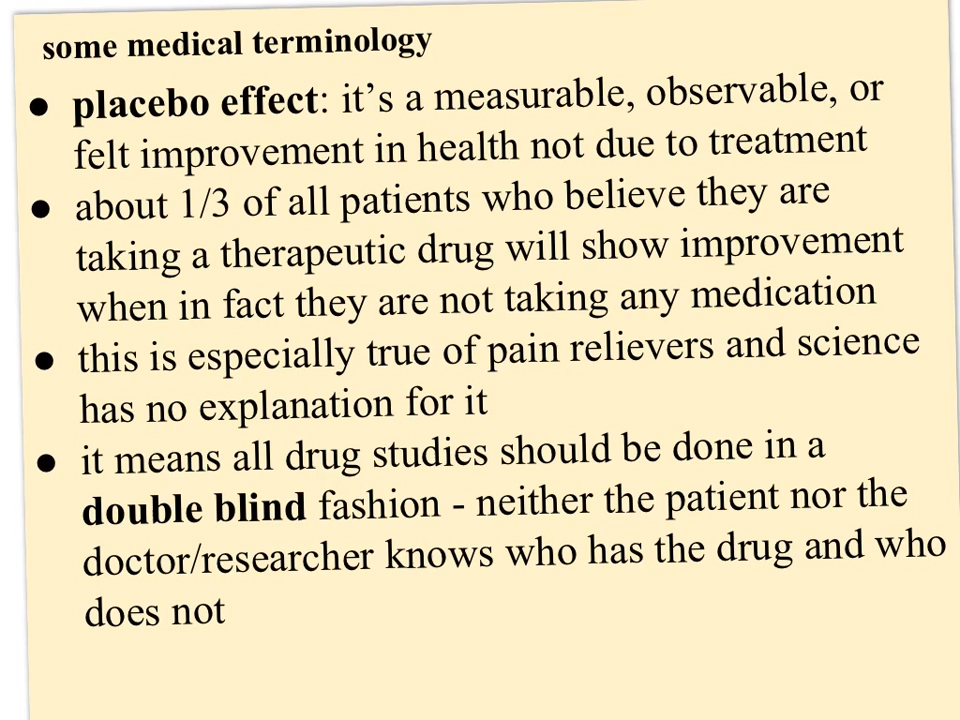 some medical terminology
● placebo effect: it’s a measurable, observable, or
felt improvement in health not due to treatment
● about 1/3 of all patients who believe they are
taking a therapeutic drug will show improvement
when in fact they are not taking any medication
● this is especially true of pain relievers and science
has no explanation for it
● it means all drug studies should be done in a
double blind fashion - neither the patient nor the
doctor/researcher knows who has the drug and who
does not